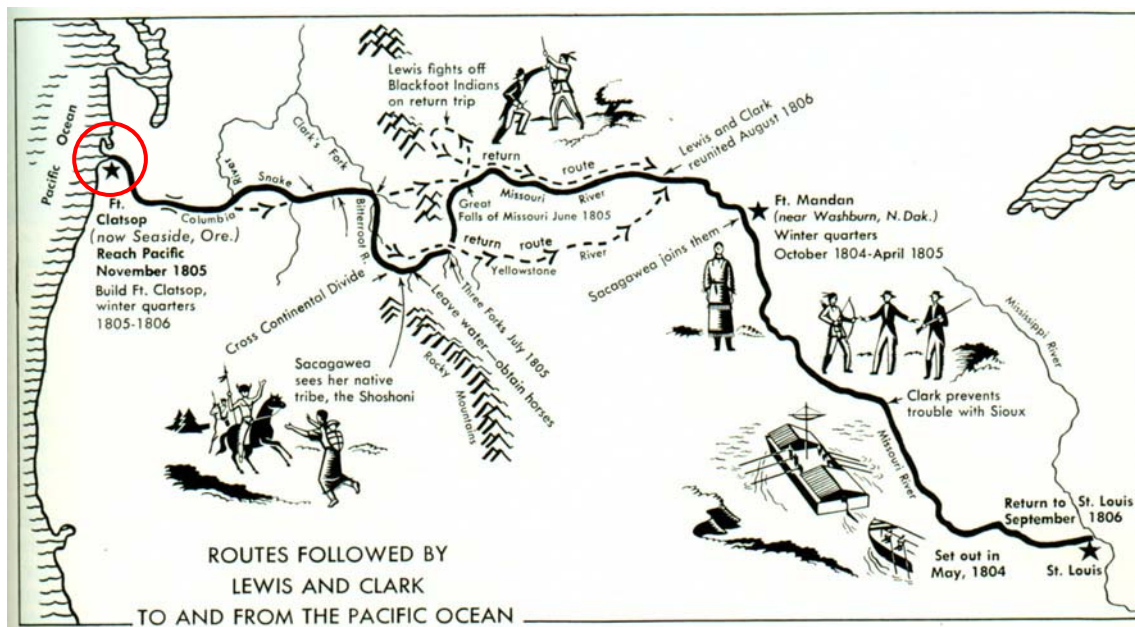 Pacific Ocean
Ft.
Clatsop
(now Seaside, Ore.)
Reach Pacific
November 1805
Build Ft. Clatsop,
winter quarters
1805-1806
Columbia
River
Snake
Clark's Fork
Bitterroot R.
Lewis fights off
Blackfoot Indians
on return trip
return route
Missouri River
Great
Falls of Missouri June 1805
return route
Yellowstone River
Lewis and Clark
reunited August 1806
Sacagawea joins them
Ft. Mandan
(near Washburn, N. Dak.)
Winter quarters
October 1804-April 1805
Mississippi River
Cross Continental Divide
Three Forks July 1805
Leave water—obtain horses
Rocky Mountains
Sacagawea
sees her native
tribe, the Shoshoni
Clark prevents
trouble with Sioux
Missouri River
Return to St. Louis
September 1806
Set out in
May, 1804
St. Louis
ROUTES FOLLOWED BY
LEWIS AND CLARK
TO AND FROM THE PACIFIC OCEAN